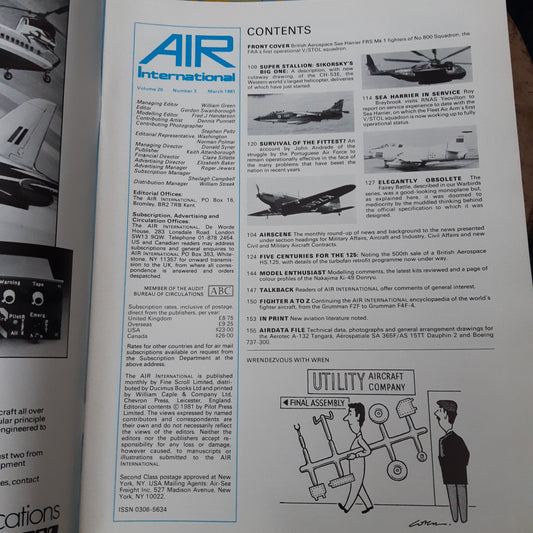 AIR
International
Volume 20 Number 3 March 1981
Managing Editor William Green
Editor Gordon Swanborough
Modelling Editor Fred J Henderson
Contributing Artist Dennis Punnett
Contributing Photographer
Stephen Peltz
Editorial Representative, Washington
Norman Polmar
Managing Director Donald Syner
Publisher Keith Attenborough
Financial Director Claire Sillette
Advertising Director Elizabeth Baker
Advertising Manager Roger Jewers
Subscription Manager
Sheilagh Campbell
Distribution Manager William Streek
Editorial Offices:
The AIR INTERNATIONAL, PO Box 16,
Bromley, BR2 7RB Kent.
Subscription, Advertising and
Circulation Offices:
The AIR INTERNATIONAL, De Worde
House, 283 Lonsdale Road, London
SW13 9QW. Telephone 01-878 2454.
US and Canadian readers may address
subscriptions and general enquiries to
AIR INTERNATIONAL PO Box 353, White-
stone, NY 11357 for onward transmis-
sion to the UK, from where all corres-
pondence is answered and orders
despatched.
MEMBER OF THE AUDIT
BUREAU OF CIRCULATIONS ABC
Subscription rates, inclusive of postage,
direct from the publishers, per year:
United Kingdom £8·75
Overseas £9·25
USA $23·00
Canada $26·00
Rates for other countries and for air mail
subscriptions available on request from
the Subscription Department at the
above address.
The AIR INTERNATIONAL is published
monthly by Fine Scroll Limited, distri-
buted by Ducimus Books Ltd and printed
by William Caple & Company Ltd,
Chevron Press, Leicester, England.
Editorial contents © 1981 by Pilot Press
Limited. The views expressed by named
contributors and correspondents are
their own and do not necessarily reflect
the views of the editors. Neither the
editors nor the publishers accept res-
ponsibility for any loss or damage,
however caused, to manuscripts or
illustrations submitted to the AIR
INTERNATIONAL.
Second Class postage approved at New
York, NY. USA Mailing Agents: Air-Sea
Freight Inc. 527 Madison Avenue, New
York, NY 10022.
ISSN 0306-5634
CONTENTS
FRONT COVER British Aerospace Sea Harrier FRS Mk 1 fighters of No 800 Squadron, the
FAA's first operational V/STOL squadron.
109 SUPER STALLION: SIKORSKY'S
BIG ONE: A description, with new
cutaway drawing, of the CH-53E, the
Western world's largest helicopter, deliveries
of which have just started.
114 SEA HARRIER IN SERVICE Roy
Braybrook visits RNAS Yeovilton to
report on service experience to date with the
Sea Harrier, on which the Fleet Air Arm's first
V/STOL squadron is now working up to fully
operational status.
120 SURVIVAL OF THE FITTEST! An
account by John Andrade of the
struggle by the Portuguese Air Force to
remain operationally effective in the face of
the many problems that have beset the
nation in recent years.
127 ELEGANTLY OBSOLETE The
Fairey Battle, described in our Warbirds
series, was a good-looking monoplane but,
as explained here, it was doomed to
mediocrity by the muddled thinking behind
the official specification to which it was
designed.
104 AIRSCENE The monthly round-up of news and background to the news presented
under section headings for Military Affairs, Aircraft and Industry, Civil Affairs and new
Civil and Military Aircraft Contracts.
124 FIVE CENTURIES FOR THE 125: Noting the 500th sale of a British Aerospace
HS.125, with details of the turbofan retrofit programme now under way.
144 MODEL ENTHUSIAST Modelling comments, the latest kits reviewed and a page of
colour profiles of the Nakajima Ki-49 Donryu.
147 TALKBACK Readers of AIR INTERNATIONAL offer comments of general interest.
150 FIGHTER A TO Z Continuing the AIR INTERNATIONAL encyclopaedia of the world's
fighter aircraft, from the Grumman F2F to Grumman F4F-4.
153 IN PRINT New aviation literature noted.
155 AIRDATA FILE Technical data, photographs and general arrangement drawings for
the Aerotec A-132 Tangará, Aérospatiale SA 365F/AS 15TT Dauphin 2 and Boeing
737-300.
WRENDEZVOUS WITH WREN
UTILITY AIRCRAFT
COMPANY
FINAL ASSEMBLY
Warning Tape
Pilot
Emerg
craft all over
ular principle
engineered to
ust two from
ipment
es, contact
cations